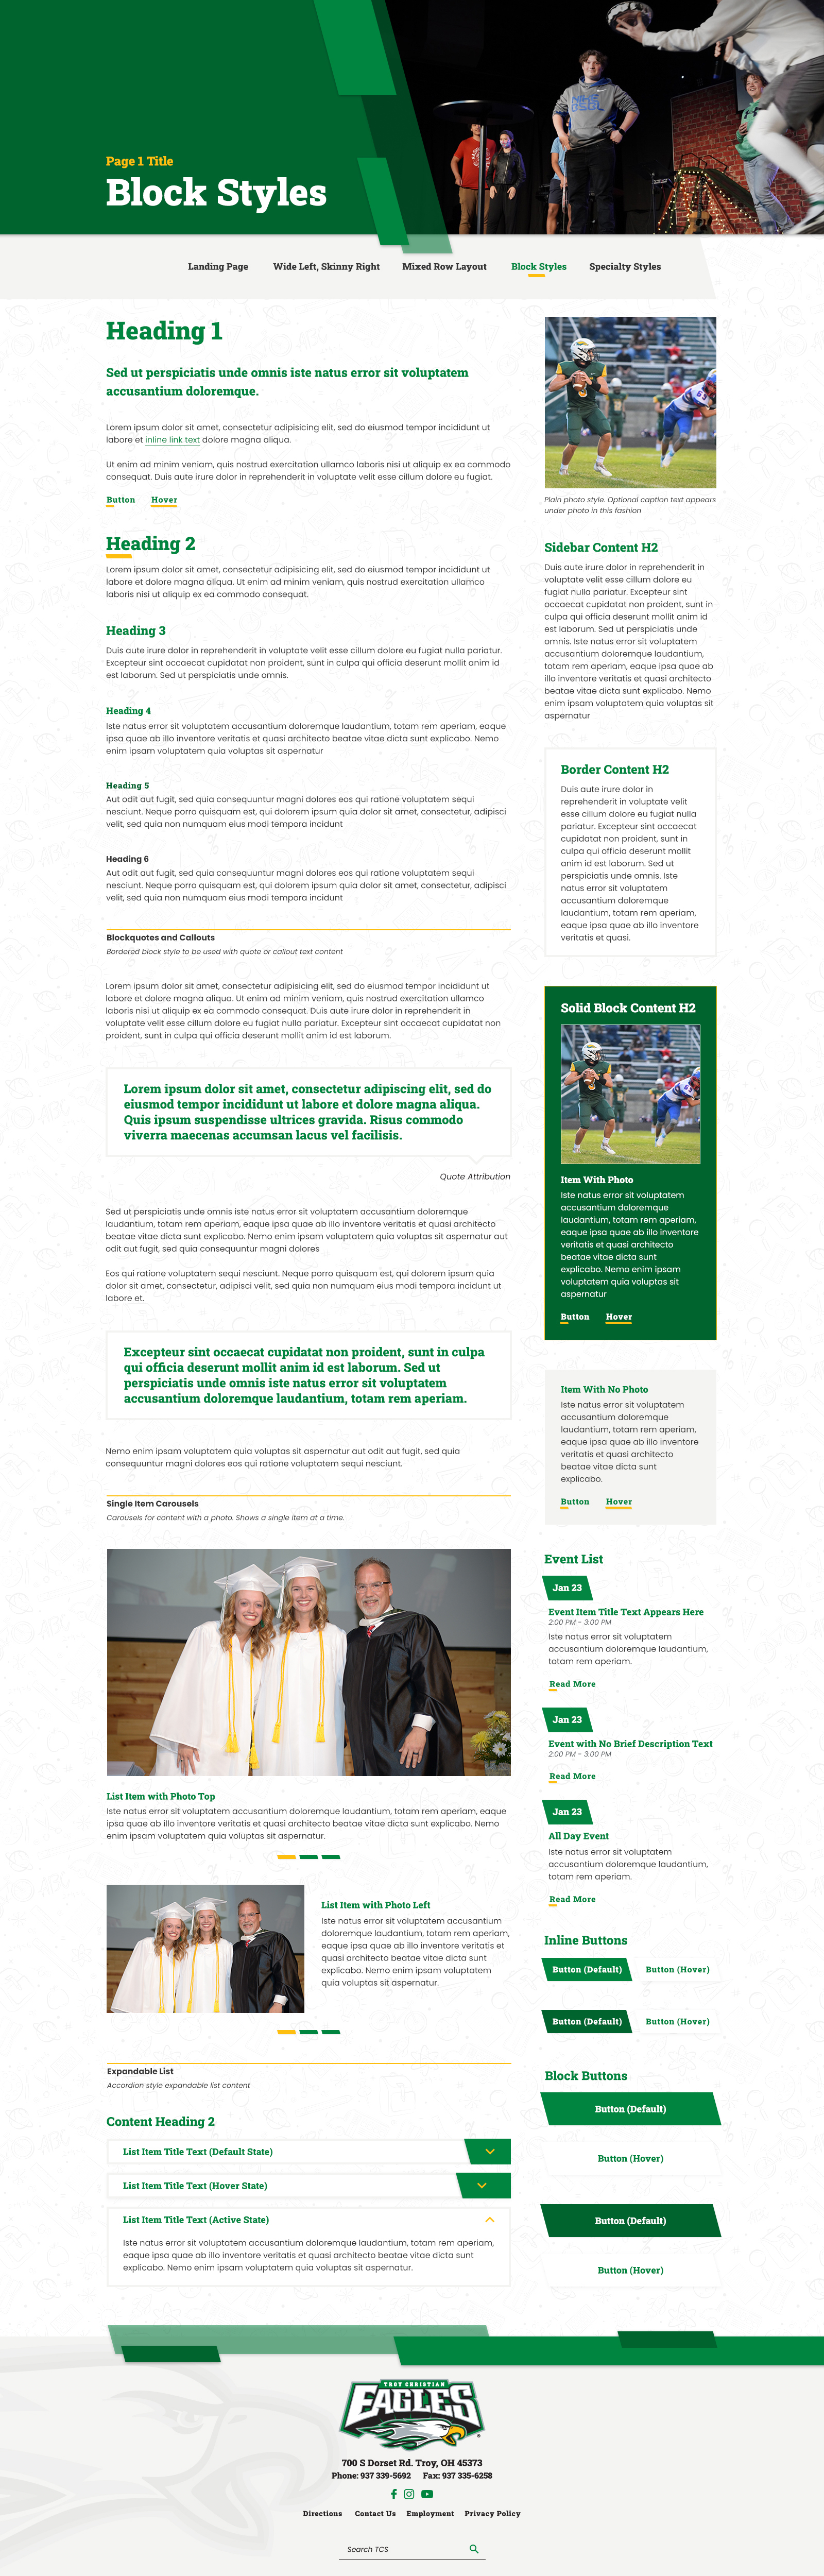 Page 1 Title
Block Styles
Landing Page
Wide Left, Skinny Right
Mixed Row Layout
Block Styles
Specialty Styles
Heading 1
Sed ut perspiciatis unde omnis iste natus error sit voluptatem
accusantium doloremque.
Lorem ipsum dolor sit amet, consectetur adipisicing elit, sed do eiusmod tempor incididunt ut
labore et inline link text dolore magna aliqua.
Ut enim ad minim veniam, quis nostrud exercitation ullamco laboris nisi ut aliquip ex ea commodo
consequat. Duis aute irure dolor in reprehenderit in voluptate velit esse cillum dolore eu fugiat.
Button
Hover
Heading 2
Lorem ipsum dolor sit amet, consectetur adipisicing elit, sed do eiusmod tempor incididunt ut
labore et dolore magna aliqua. Ut enim ad minim veniam, quis nostrud exercitation ullamco
laboris nisi ut aliquip ex ea commodo consequat.
Heading 3
Duis aute irure dolor in reprehenderit in voluptate velit esse cillum dolore eu fugiat nulla pariatur.
Excepteur sint occaecat cupidatat non proident, sunt in culpa qui officia deserunt mollit anim id
est laborum. Sed ut perspiciatis unde omnis.
Heading 4
Iste natus error sit voluptatem accusantium doloremque laudantium, totam rem aperiam, eaque
ipsa quae ab illo inventore veritatis et quasi architecto beatae vitae dicta sunt explicabo. Nemo
enim ipsam voluptatem quia voluptas sit aspernatur
Heading 5
Aut odit aut fugit, sed quia consequuntur magni dolores eos qui ratione voluptatem sequi
nesciunt. Neque porro quisquam est, qui dolorem ipsum quia dolor sit amet, consectetur, adipisci
velit, sed quia non numquam eius modi tempora incidunt
Heading 6
Aut odit aut fugit, sed quia consequuntur magni dolores eos qui ratione voluptatem sequi
nesciunt. Neque porro quisquam est, qui dolorem ipsum quia dolor sit amet, consectetur, adipisci
velit, sed quia non numquam eius modi tempora incidunt
Blockquotes and Callouts
Bordered block style to be used with quote or callout text content
Lorem ipsum dolor sit amet, consectetur adipisicing elit, sed do eiusmod tempor incididunt ut
labore et dolore magna aliqua. Ut enim ad minim veniam, quis nostrud exercitation ullamco
laboris nisi ut aliquip ex ea commodo consequat. Duis aute irure dolor in reprehenderit in
voluptate velit esse cillum dolore eu fugiat nulla pariatur. Excepteur sint occaecat cupidatat non
proident, sunt in culpa qui officia deserunt mollit anim id est laborum.
Lorem ipsum dolor sit amet, consectetur adipiscing elit, sed do
eiusmod tempor incididunt ut labore et dolore magna aliqua.
Quis ipsum suspendisse ultrices gravida. Risus commodo
viverra maecenas accumsan lacus vel facilisis.
Quote Attribution
Sed ut perspiciatis unde omnis iste natus error sit voluptatem accusantium doloremque
laudantium, totam rem aperiam, eaque ipsa quae ab illo inventore veritatis et quasi architecto
beatae vitae dicta sunt explicabo. Nemo enim ipsam voluptatem quia voluptas sit aspernatur aut
odit aut fugit, sed quia consequuntur magni dolores
Eos qui ratione voluptatem sequi nesciunt. Neque porro quisquam est, qui dolorem ipsum quia
dolor sit amet, consectetur, adipisci velit, sed quia non numquam eius modi tempora incidunt ut
labore et.
Excepteur sint occaecat cupidatat non proident, sunt in culpa
qui officia deserunt mollit anim id est laborum. Sed ut
perspiciatis unde omnis iste natus error sit voluptatem
accusantium doloremque laudantium, totam rem aperiam.
Nemo enim ipsam voluptatem quia voluptas sit aspernatur aut odit aut fugit, sed quia
consequuntur magni dolores eos qui ratione voluptatem sequi nesciunt.
Single Item Carousels
Carousels for content with a photo. Shows a single item at a time.
List Item with Photo Top
Iste natus error sit voluptatem accusantium doloremque laudantium, totam rem aperiam, eaque
ipsa quae ab illo inventore veritatis et quasi architecto beatae vitae dicta sunt explicabo. Nemo
enim ipsam voluptatem quia voluptas sit aspernatur.
List Item with Photo Left
Iste natus error sit voluptatem accusantium
doloremque laudantium, totam rem aperiam,
eaque ipsa quae ab illo inventore veritatis et
quasi architecto beatae vitae dicta sunt
explicabo. Nemo enim ipsam voluptatem
quia voluptas sit aspernatur.
Expandable List
Accordion style expandable list content
Content Heading 2
List Item Title Text (Default State)
List Item Title Text (Hover State)
List Item Title Text (Active State)
Iste natus error sit voluptatem accusantium doloremque laudantium, totam rem aperiam,
eaque ipsa quae ab illo inventore veritatis et quasi architecto beatae vitae dicta sunt
explicabo. Nemo enim ipsam voluptatem quia voluptas sit aspernatur.
Plain photo style. Optional caption text appears
under photo in this fashion
Sidebar Content H2
Duis aute irure dolor in reprehenderit in
voluptate velit esse cillum dolore eu
fugiat nulla pariatur. Excepteur sint
occaecat cupidatat non proident, sunt in
culpa qui officia deserunt mollit anim id
est laborum. Sed ut perspiciatis unde
omnis. Iste natus error sit voluptatem
accusantium doloremque laudantium,
totam rem aperiam, eaque ipsa quae ab
illo inventore veritatis et quasi architecto
beatae vitae dicta sunt explicabo. Nemo
enim ipsam voluptatem quia voluptas sit
aspernatur
Border Content H2
Duis aute irure dolor in
reprehenderit in voluptate velit
esse cillum dolore eu fugiat nulla
pariatur. Excepteur sint occaecat
cupidatat non proident, sunt in
culpa qui officia deserunt mollit
anim id est laborum. Sed ut
perspiciatis unde omnis. Iste
natus error sit voluptatem
accusantium doloremque
laudantium, totam rem aperiam,
eaque ipsa quae ab illo inventore
veritatis et quasi.
Solid Block Content H2
Item With Photo
Iste natus error sit voluptatem
accusantium doloremque
laudantium, totam rem aperiam,
eaque ipsa quae ab illo inventore
veritatis et quasi architecto
beatae vitae dicta sunt
explicabo. Nemo enim ipsam
voluptatem quia voluptas sit
aspernatur
Button
Hover
Item With No Photo
Iste natus error sit voluptatem
accusantium doloremque
laudantium, totam rem aperiam,
eaque ipsa quae ab illo inventore
veritatis et quasi architecto
beatae vitae dicta sunt
explicabo.
Button
Hover
Event List
Jan 23
Event Item Title Text Appears Here
2:00 PM – 3:00 PM
Iste natus error sit voluptatem
accusantium doloremque laudantium,
totam rem aperiam.
Read More
Jan 23
Event with No Brief Description Text
2:00 PM – 3:00 PM
Read More
Jan 23
All Day Event
Iste natus error sit voluptatem
accusantium doloremque laudantium,
totam rem aperiam.
Read More
Inline Buttons
Button (Default)
Button (Hover)
Button (Default)
Button (Hover)
Block Buttons
Button (Default)
Button (Hover)
Button (Default)
Button (Hover)
TROY CHRISTIAN
EAGLES
700 S Dorset Rd. Troy, OH 45373
Phone: 937 339-5692
Fax: 937 335-6258
Directions
Contact Us
Employment
Privacy Policy
Search TCS